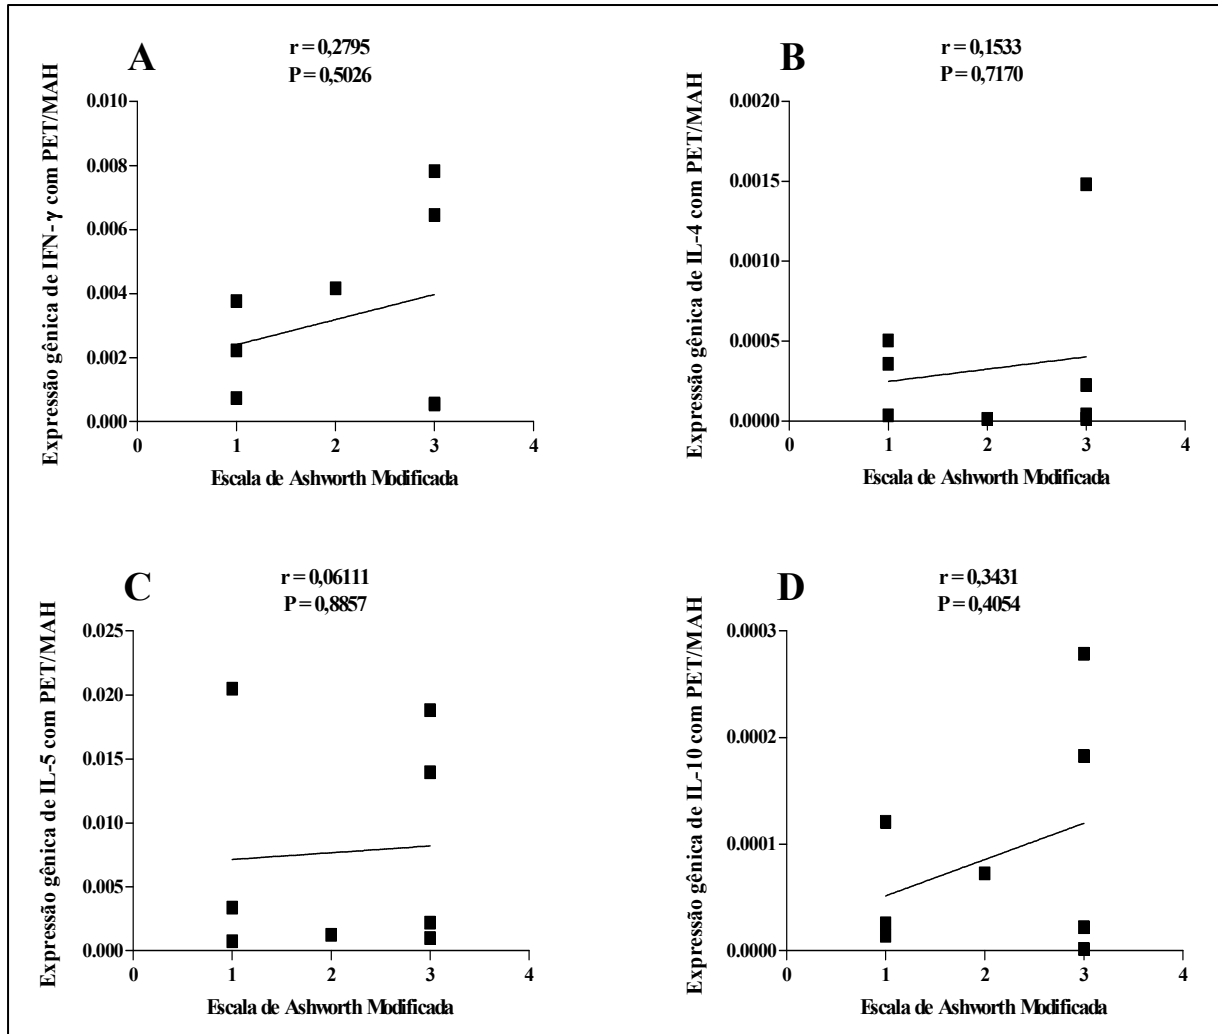 A
r = 0,2795
P = 0,5026
Expressão gênica de IFN-γ com PET/MAH
0.010
0.008
0.006
0.004
0.002
0.000
0 1 2 3 4
Escala de Ashworth Modificada
B
r = 0,1533
P = 0,7170
Expressão gênica de IL-4 com PET/MAH
0.0020
0.0015
0.0010
0.0005
0.0000
0 1 2 3 4
Escala de Ashworth Modificada
C
r = 0,06111
P = 0,8857
Expressão gênica de IL-5 com PET/MAH
0.025
0.020
0.015
0.010
0.005
0.000
0 1 2 3 4
Escala de Ashworth Modificada
D
r = 0,3431
P = 0,4054
Expressão gênica de IL-10 com PET/MAH
0.0003
0.0002
0.0001
0.0000
0 1 2 3 4
Escala de Ashworth Modificada